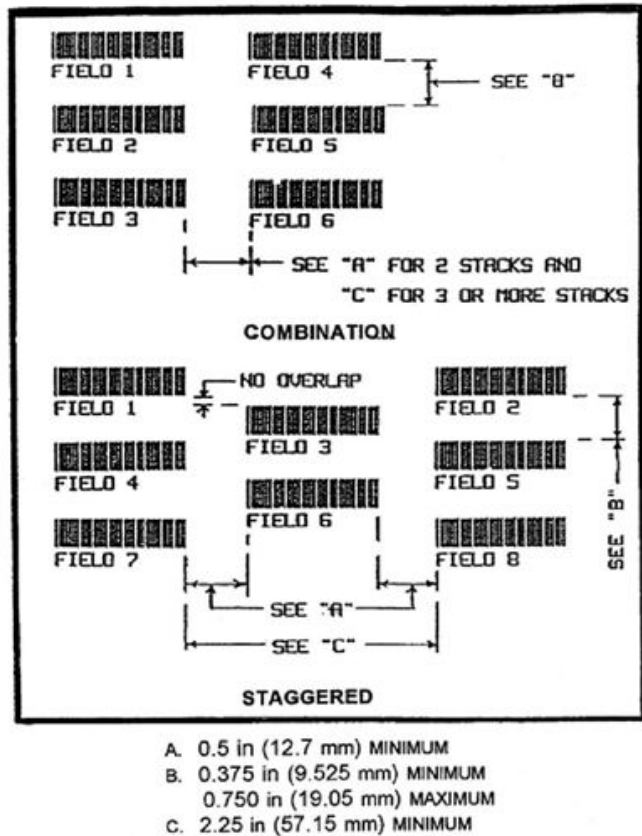 FIELD 1 FIELD 4
SEE "B"
FIELD 2 FIELD 5
FIELD 3 FIELD 6
SEE "A" FOR 2 STACKS AND
"C" FOR 3 OR MORE STACKS
COMBINATION
NO OVERLAP
FIELD 1 FIELD 2
FIELD 3
FIELD 4 FIELD 5
FIELD 6
SEE "B"
FIELD 7 FIELD 8
SEE "A"
SEE "C"
STAGGERED
A. 0.5 in (12.7 mm) MINIMUM
B. 0.375 in (9.525 mm) MINIMUM
0.750 in (19.05 mm) MAXIMUM
C. 2.25 in (57.15 mm) MINIMUM